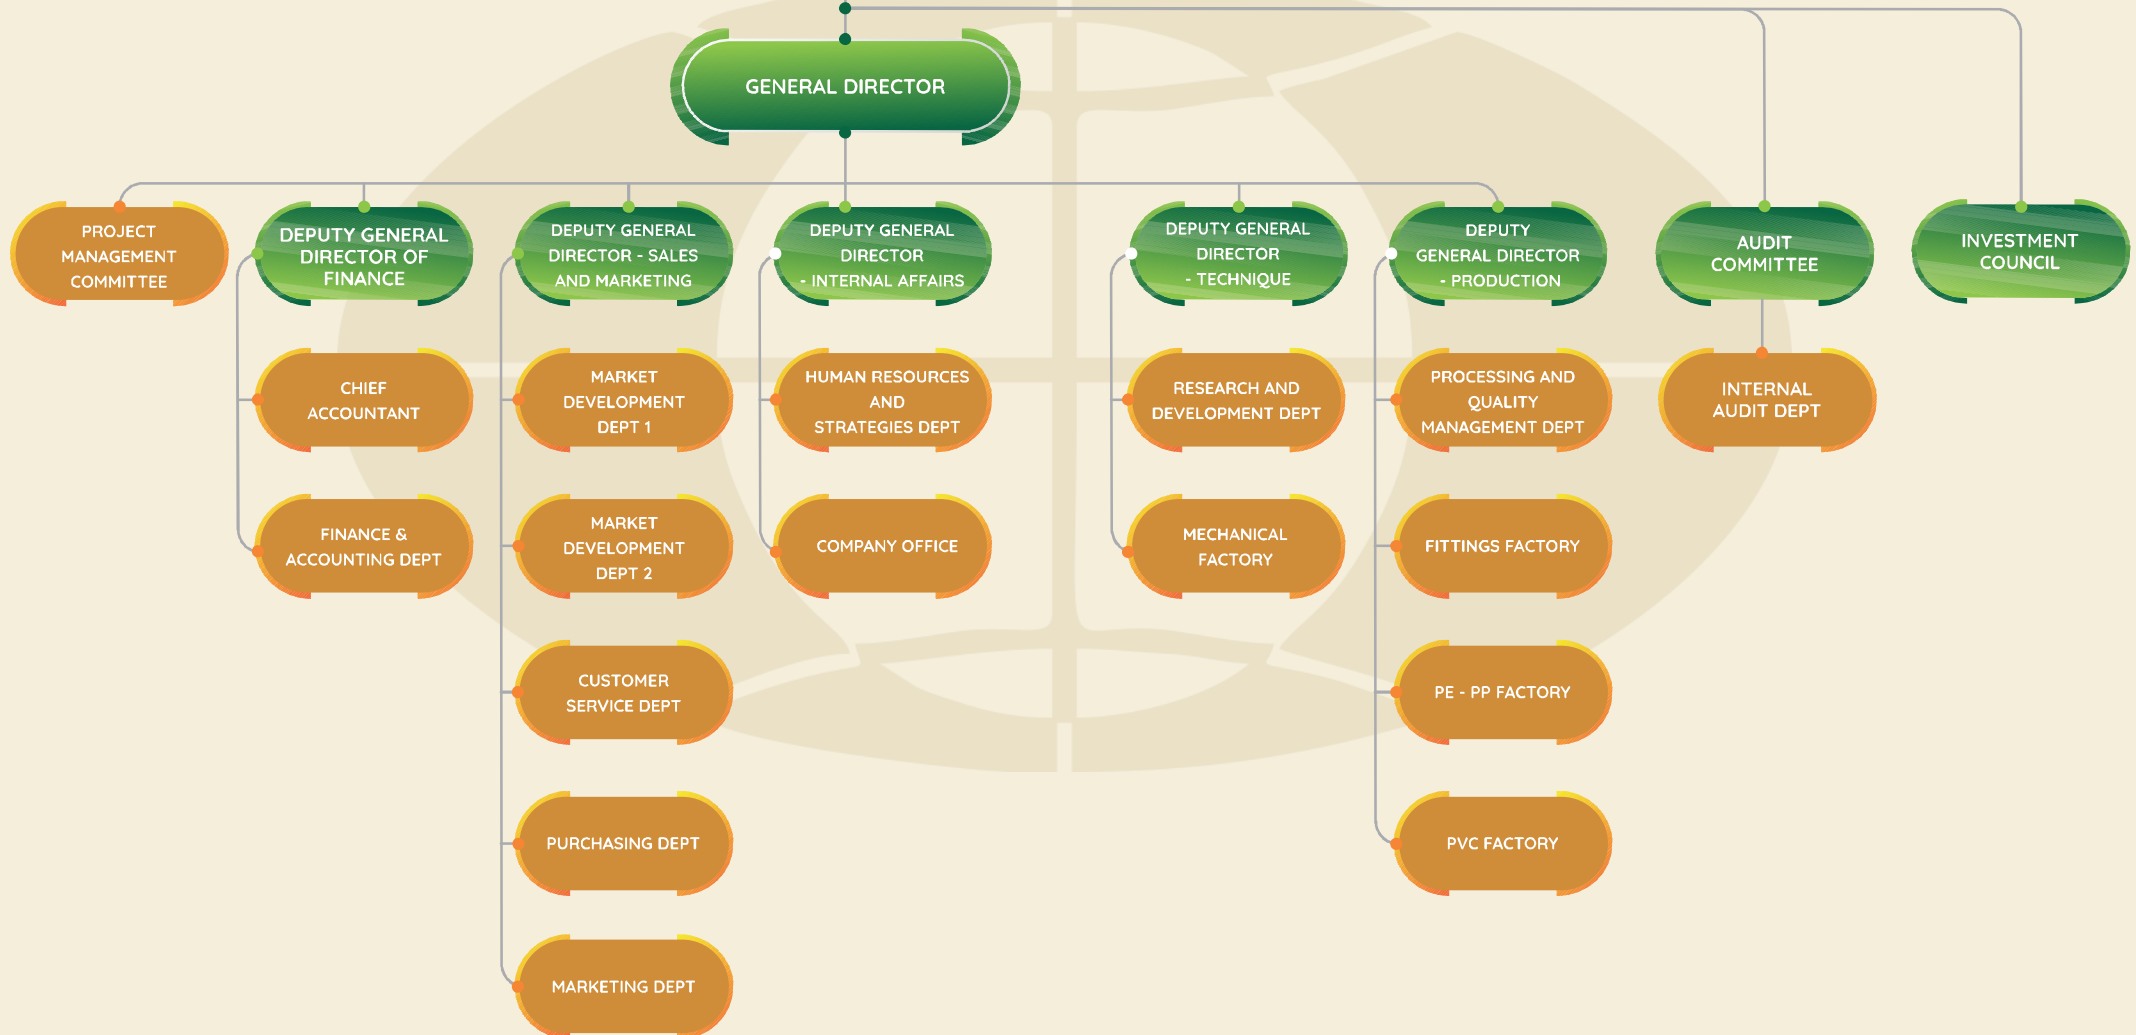 GENERAL DIRECTOR
PROJECT
MANAGEMENT
COMMITTEE
DEPUTY GENERAL
DIRECTOR OF
FINANCE
DEPUTY GENERAL
DIRECTOR - SALES
AND MARKETING
DEPUTY GENERAL
DIRECTOR
- INTERNAL AFFAIRS
DEPUTY GENERAL
DIRECTOR
- TECHNIQUE
DEPUTY
GENERAL DIRECTOR
- PRODUCTION
AUDIT
COMMITTEE
INVESTMENT
COUNCIL
CHIEF
ACCOUNTANT
MARKET
DEVELOPMENT
DEPT 1
HUMAN RESOURCES
AND
STRATEGIES DEPT
RESEARCH AND
DEVELOPMENT DEPT
PROCESSING AND
QUALITY
MANAGEMENT DEPT
INTERNAL
AUDIT DEPT
FINANCE &
ACCOUNTING DEPT
MARKET
DEVELOPMENT
DEPT 2
COMPANY OFFICE
MECHANICAL
FACTORY
FITTINGS FACTORY
CUSTOMER
SERVICE DEPT
PE - PP FACTORY
PURCHASING DEPT
PVC FACTORY
MARKETING DEPT